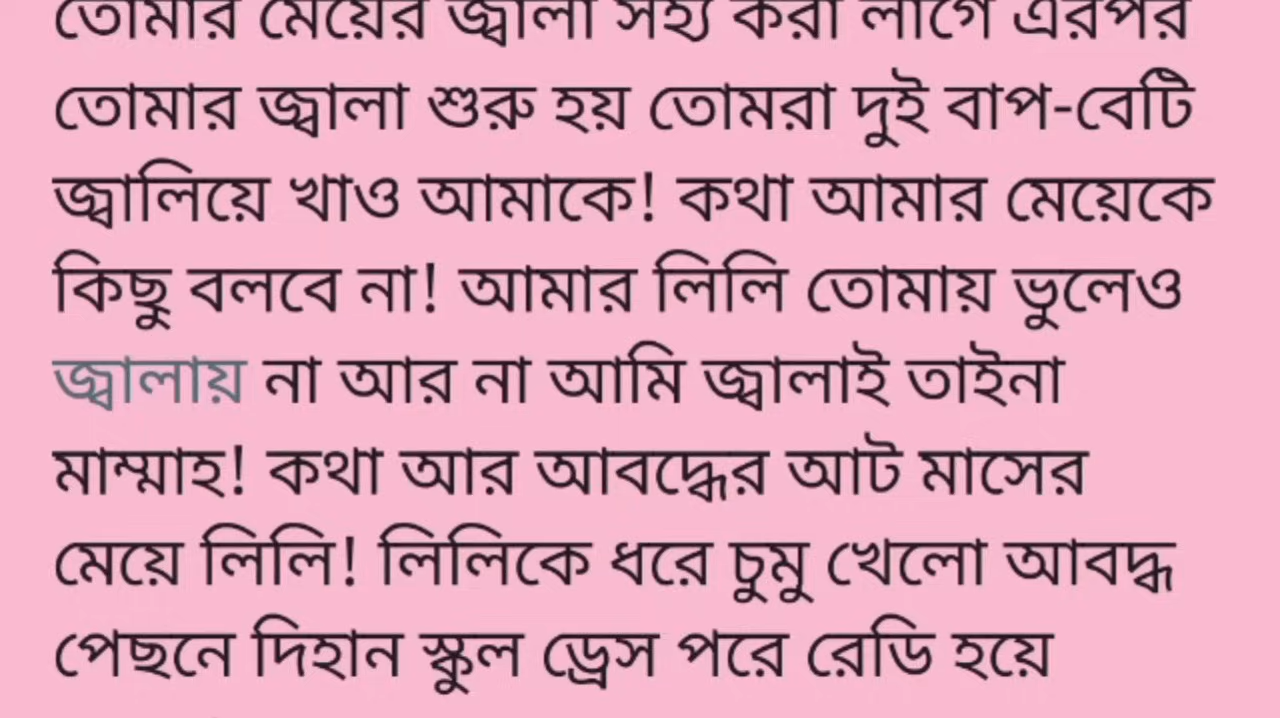 তোমার মেয়ের জ্বালা সহ্য করা লাগে এরপর
তোমার জ্বালা শুরু হয় তোমরা দুই বাপ-বেটি
জ্বালিয়ে খাও আমাকে! কথা আমার মেয়েকে
কিছু বলবে না! আমার লিলি তোমায় ভুলেও
জ্বালায় না আর না আমি জ্বালাই তাইনা
মাম্মাহ! কথা আর আবদ্ধের আট মাসের
মেয়ে লিলি! লিলিকে ধরে চুমু খেলো আবদ্ধ
পেছনে দিহান স্কুল ড্রেস পরে রেডি হয়ে